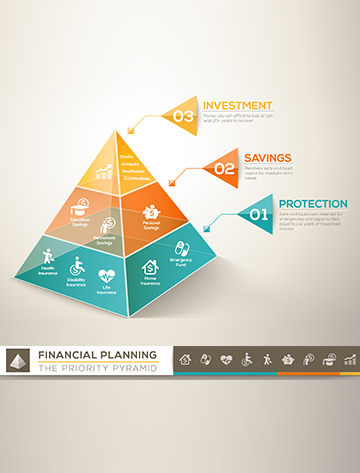 03
INVESTMENT
Money you can afford to lose or can
wait 20+ years to recover
Stocks
Antiques
Real Estate
Commodities
02
SAVINGS
Relatively safe and liquid
capital for medium-term
needs
Education
Savings
Retirement
Savings
Personal
Savings
01
PROTECTION
Safe and liquid cash reserves for
emergencies and opportunities
equal to 1-2 years of household
income
Health
Insurance
Disability
Insurance
Life
Insurance
Home
Insurance
Emergency
Fund
FINANCIAL PLANNING
THE PRIORITY PYRAMID